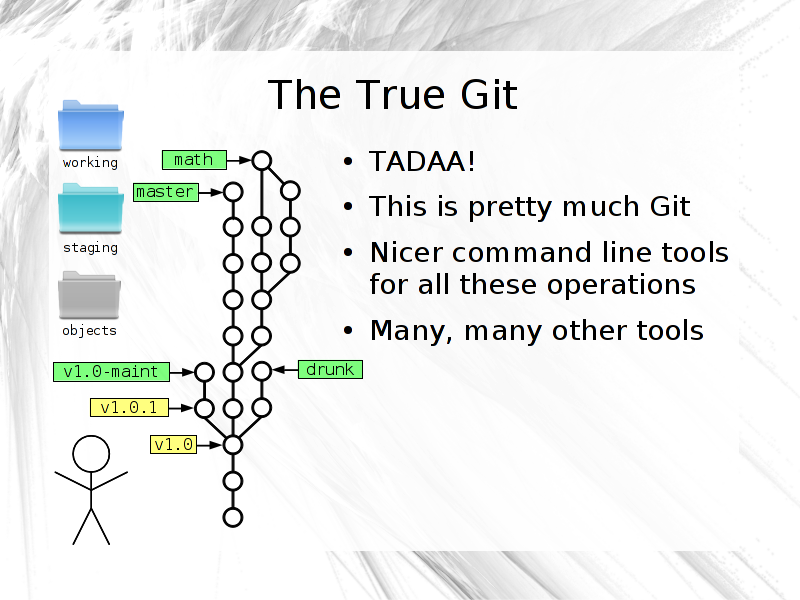 The True Git
working
staging
objects
math
master
v1.0-maint
drunk
v1.0.1
v1.0
• TADAA!
• This is pretty much Git
• Nicer command line tools
for all these operations
• Many, many other tools